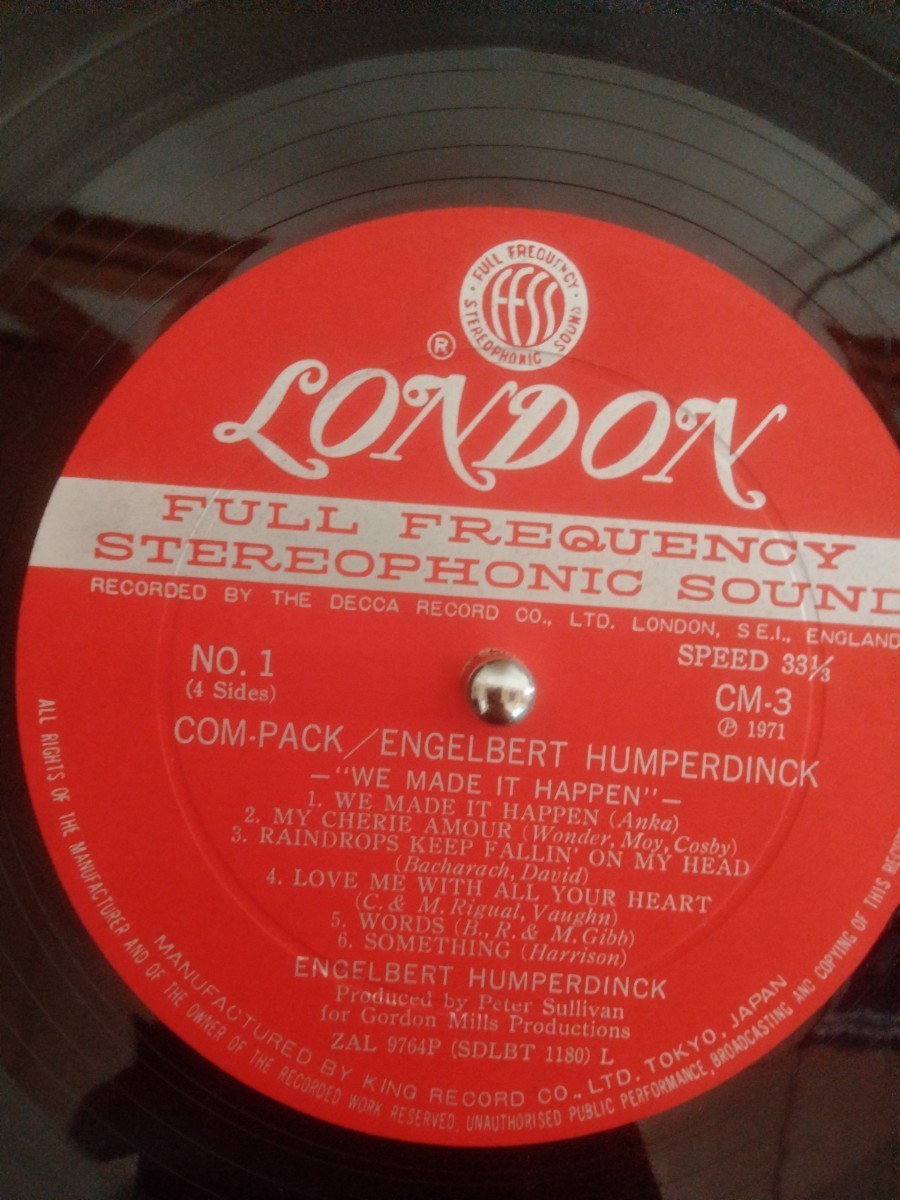 FULL FREQUENCY
FFSS
STEREOPHONIC SOUND
®
LONDON
FULL FREQUENCY
STEREOPHONIC SOUND
RECORDED BY THE DECCA RECORD CO., LTD. LONDON, S E.I., ENGLAND
NO. 1
(4 Sides)
SPEED 33⅓
CM-3
℗ 1971
COM-PACK/ENGELBERT HUMPERDINCK
—"WE MADE IT HAPPEN"—
1. WE MADE IT HAPPEN (Anka)
2. MY CHERIE AMOUR (Wonder, Moy, Cosby)
3. RAINDROPS KEEP FALLIN' ON MY HEAD
(Bacharach, David)
4. LOVE ME WITH ALL YOUR HEART
(C. & M. Rigual, Vaughn)
5. WORDS (B., R. & M. Gibb)
6. SOMETHING (Harrison)
ENGELBERT HUMPERDINCK
Produced by Peter Sullivan
for Gordon Mills Productions
ZAL 9764P (SDLBT 1180) L
MANUFACTURED BY KING RECORD CO., LTD. TOKYO, JAPAN
ALL RIGHTS OF THE MANUFACTURER AND OF THE OWNER OF THE RECORDED WORK RESERVED, UNAUTHORISED PUBLIC PERFORMANCE, BROADCASTING AND COPYING OF THIS